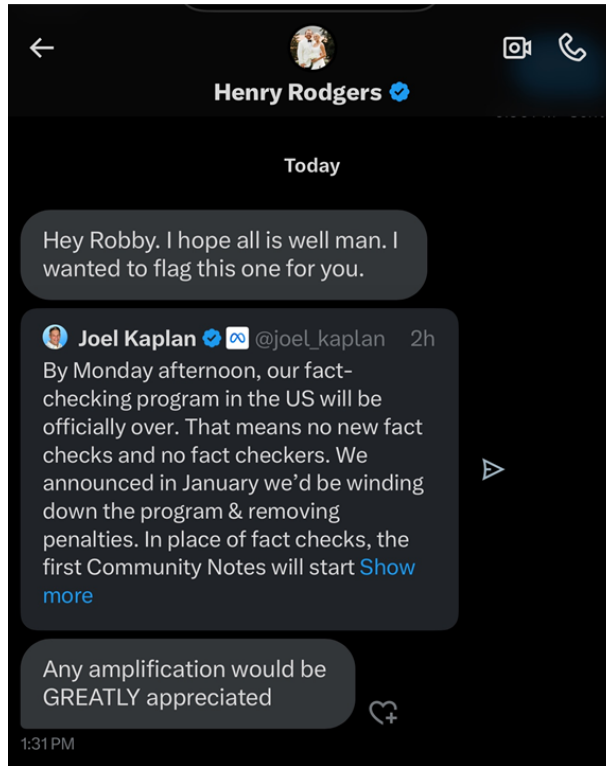 Henry Rodgers
Today
Hey Robby. I hope all is well man. I
wanted to flag this one for you.
Joel Kaplan @joel_kaplan 2h
By Monday afternoon, our fact-
checking program in the US will be
officially over. That means no new fact
checks and no fact checkers. We
announced in January we’d be winding
down the program & removing
penalties. In place of fact checks, the
first Community Notes will start Show
more
Any amplification would be
GREATLY appreciated
1:31 PM